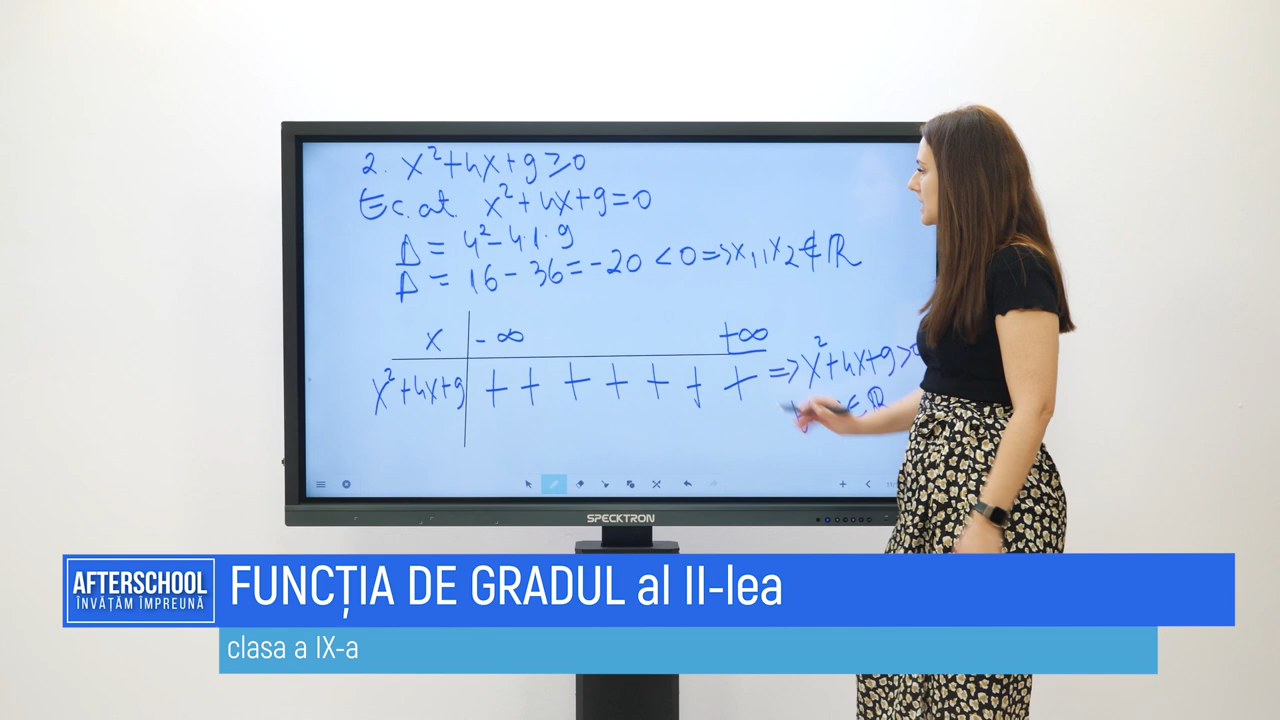 2. x²+4x+9≥0
Ec. at. x²+4x+9=0
Δ = 4²-4·1·9
Δ = 16-36=-20<0=>x₁,x₂∉ℝ
x -∞ +∞
x²+4x+9 + + + + + + + => x²+4x+9>0
∈ℝ
SPECKTRON
AFTERSCHOOL
ÎNVĂȚĂM ÎMPREUNĂ
FUNCȚIA DE GRADUL al II-lea
clasa a IX-a